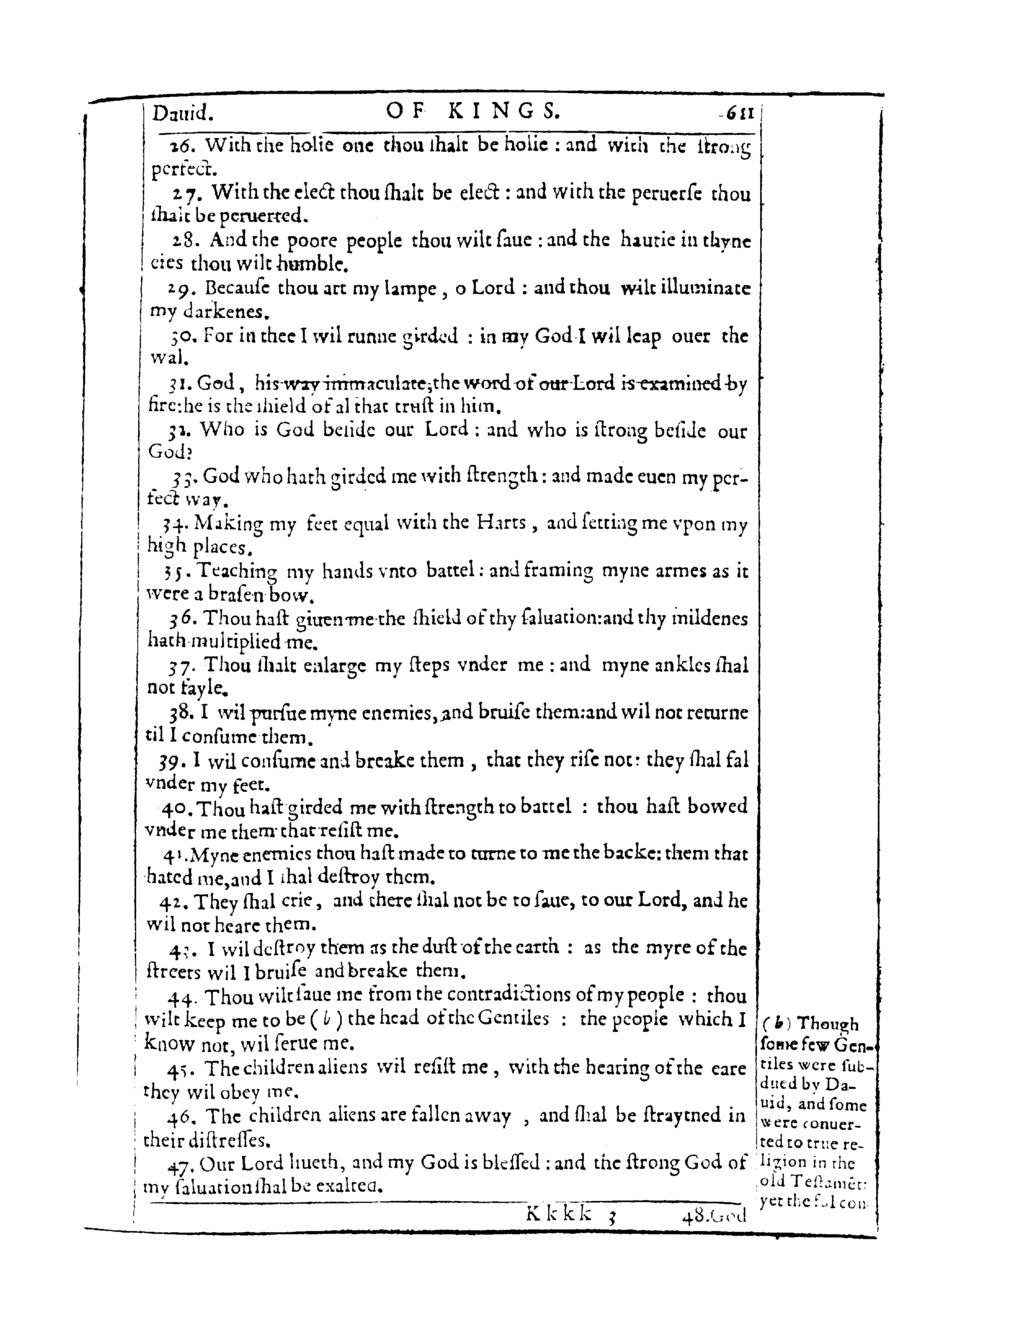 Dauid.
OF KINGS.
611
26. With the holie one thou ſhalt be holie : and with the ſtrong
perfect.
27. With the elect thou ſhalt be elect : and with the peruerſe thou
ſhalt be peruerted.
28. And the poore people thou wilt ſaue : and the hautie in thyne
eies thou wilt humble.
29. Becauſe thou art my lampe , o Lord : and thou wilt illuminate
my darkenes.
30. For in thee I wil runne girded : in my God I wil leap ouer the
wal.
31. God , his way immaculate, the word of our Lord is examined by
fire: he is the ſhield of al that truſt in him.
32. Who is God beſide our Lord : and who is ſtrong beſide our
God?
33. God who hath girded me with ſtrength : and made euen my per-
fect way.
34. Making my feet equal with the Harts , and ſetting me vpon my
high places.
35. Teaching my hands vnto battel : and framing myne armes as it
were a braſen bow.
36. Thou haſt giuen me the ſhield of thy ſaluation: and thy mildenes
hath multiplied me.
37. Thou ſhalt enlarge my ſteps vnder me : and myne ankles ſhal
not fayle.
38. I wil purſue myne enemies, and bruiſe them: and wil not returne
til I conſume them.
39. I wil conſume and breake them , that they riſe not : they ſhal fal
vnder my feet.
40. Thou haſt girded me with ſtrength to battel : thou haſt bowed
vnder me them that reſiſt me.
41. Myne enemies thou haſt made to turne to me the backe: them that
hated me, and I ſhal deſtroy them.
42. They ſhal crie , and there ſhal not be to ſaue, to our Lord, and he
wil not heare them.
43. I wil deſtroy them as the duſt of the earth : as the myre of the
ſtreets wil I bruiſe and breake them.
44. Thou wilt ſaue me from the contradictions of my people : thou
wilt keep me to be ( b ) the head of the Gentiles : the people which I
know not, wil ſerue me.
45. The children aliens wil reſiſt me , with the hearing of the eare
they wil obey me.
46. The children aliens are fallen away , and ſhal be ſtraytned in
their diſtreſſes.
47. Our Lord liueth, and my God is bleſſed : and the ſtrong God of
my ſaluation ſhal be exalted.
Kkkk 3
48. God
( b ) Though
ſome few Gen-
tiles were ſub-
dued by Da-
uid, and ſome
were conuer-
ted to true re-
ligion in the
old Teſtamēt:
yet the ful con